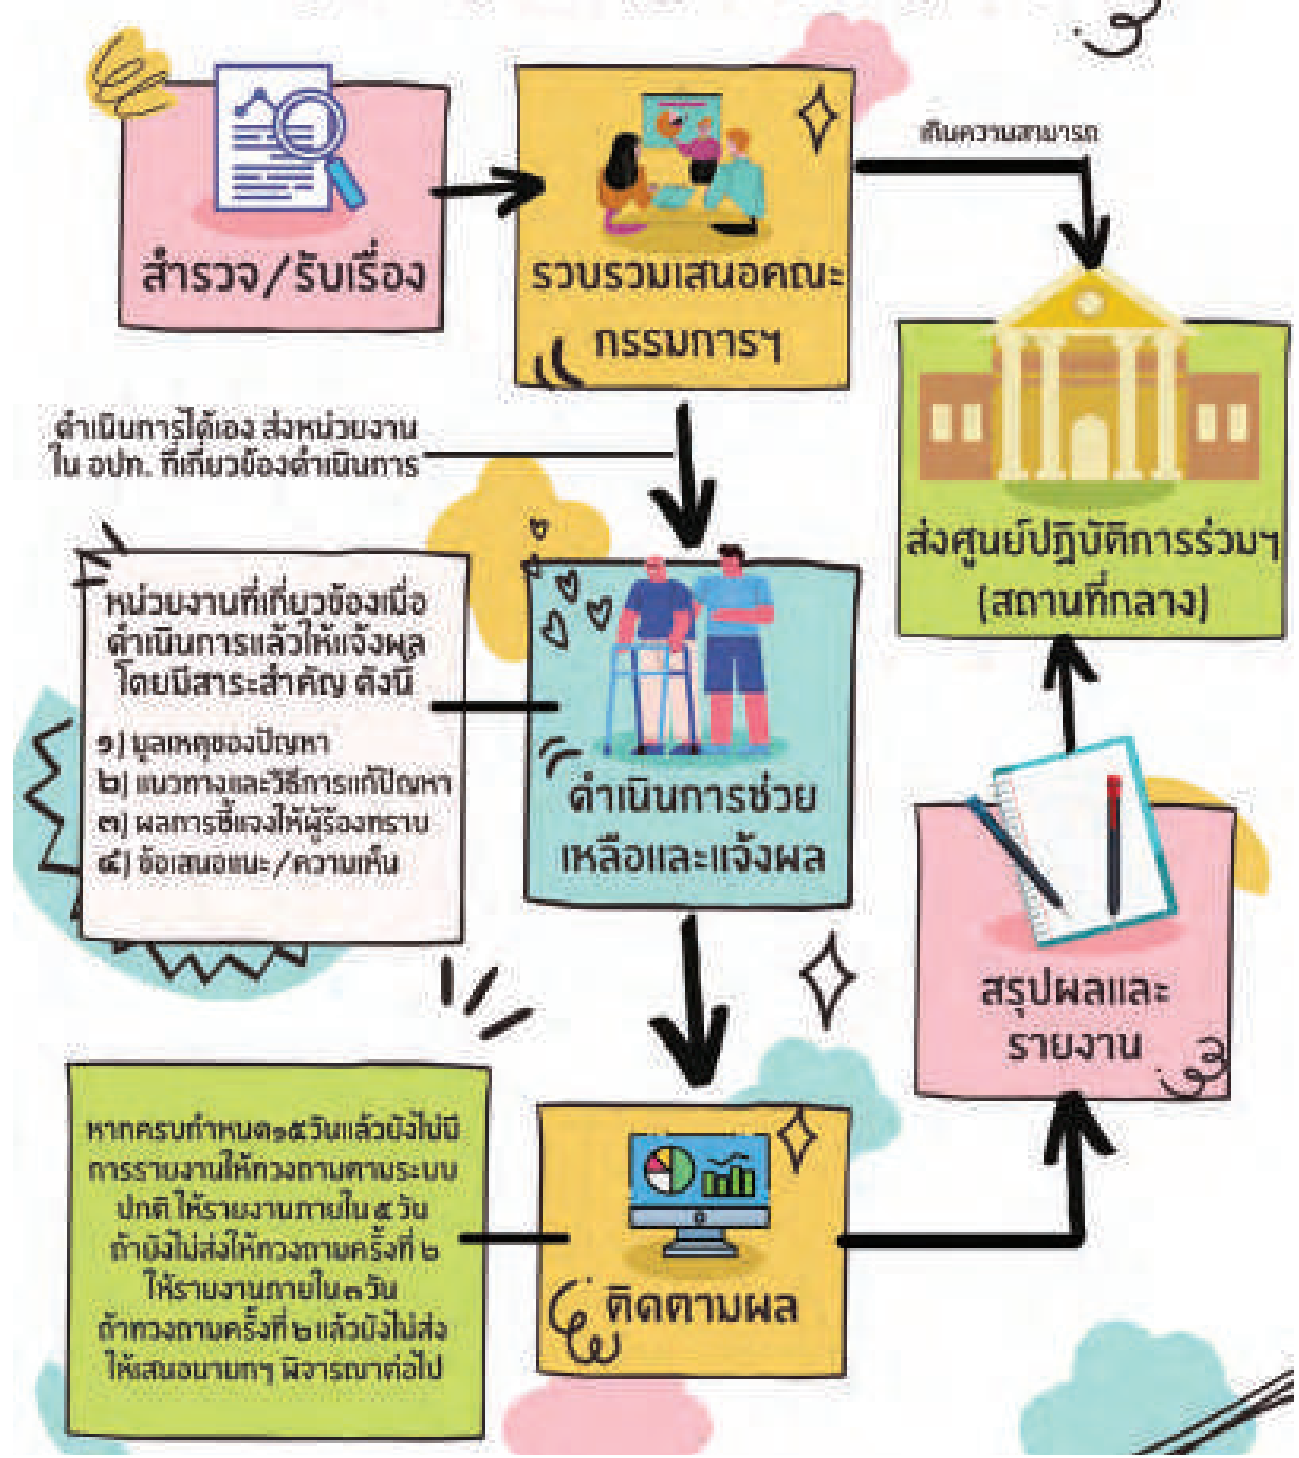 สำรวจ/รับเรื่อง
รวบรวมเสนอคณะ
กรรมการฯ
เกินความสามารถ
ส่งศูนย์ปฏิบัติการร่วมฯ
(สถานที่กลาง)
ดำเนินการได้เอง ส่งหน่วยงาน
ใน อปท. ที่เกี่ยวข้องดำเนินการ
หน่วยงานที่เกี่ยวข้องเมื่อ
ดำเนินการแล้วให้แจ้งผล
โดยมีสาระสำคัญ ดังนี้
๑) มูลเหตุของปัญหา
๒) แนวทางและวิธีการแก้ปัญหา
๓) ผลการชี้แจงให้ผู้ร้องทราบ
๔) ข้อเสนอแนะ/ความเห็น
ดำเนินการช่วย
เหลือและแจ้งผล
สรุปผลและ
รายงาน
หากครบกำหนด๑๕วันแล้วยังไม่มี
การรายงานให้ทวงถามตามระบบ
ปกติ ให้รายงานภายใน ๕ วัน
ถ้ายังไม่ส่งให้ทวงถามครั้งที่ ๒
ให้รายงานภายใน ๓ วัน
ถ้าทวงถามครั้งที่ ๒ แล้วยังไม่ส่ง
ให้เสนอนายกฯ พิจารณาต่อไป
ติดตามผล